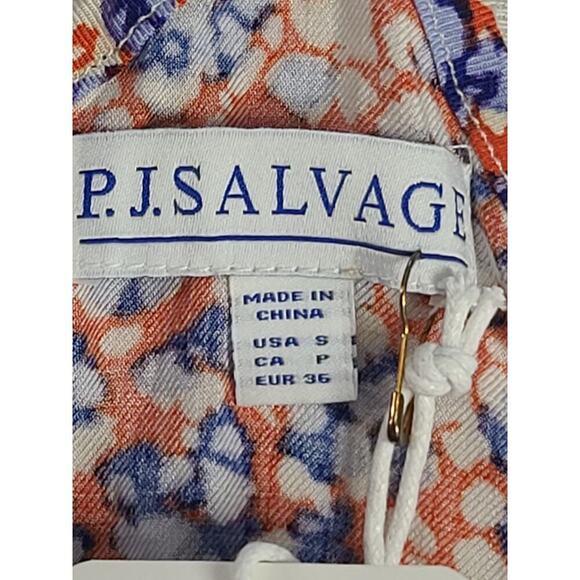 P.J.SALVAGE
MADE IN
CHINA
USA S
CA P
EUR 36